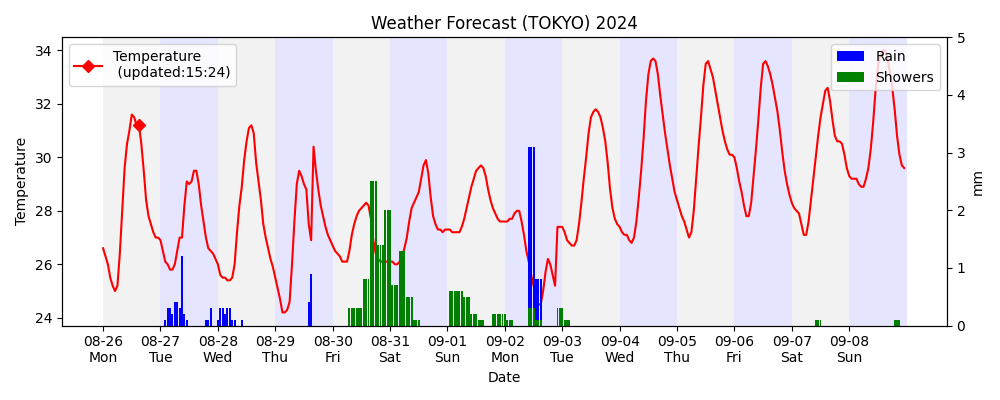 Weather Forecast (TOKYO) 2024
Temperature
(updated:15:24)
Rain
Showers
Temperature
mm
34
32
30
28
26
24
5
4
3
2
1
0
08-26 08-27 08-28 08-29 08-30 08-31 09-01 09-02 09-03 09-04 09-05 09-06 09-07 09-08
Mon Tue Wed Thu Fri Sat Sun Mon Tue Wed Thu Fri Sat Sun
Date